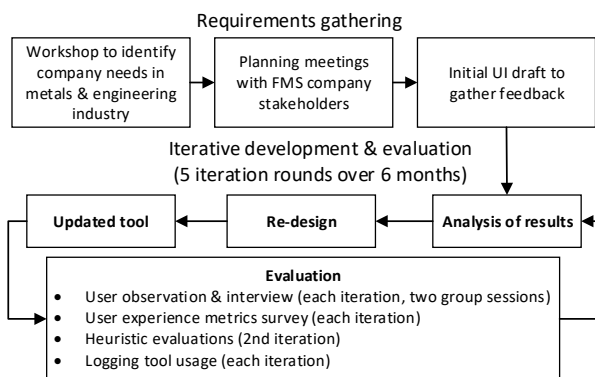 Requirements gathering
Workshop to identify
company needs in
metals & engineering
industry
Planning meetings
with FMS company
stakeholders
Initial UI draft to
gather feedback
Iterative development & evaluation
(5 iteration rounds over 6 months)
Updated tool
Re-design
Analysis of results
Evaluation
• User observation & interview (each iteration, two group sessions)
• User experience metrics survey (each iteration)
• Heuristic evaluations (2nd iteration)
• Logging tool usage (each iteration)